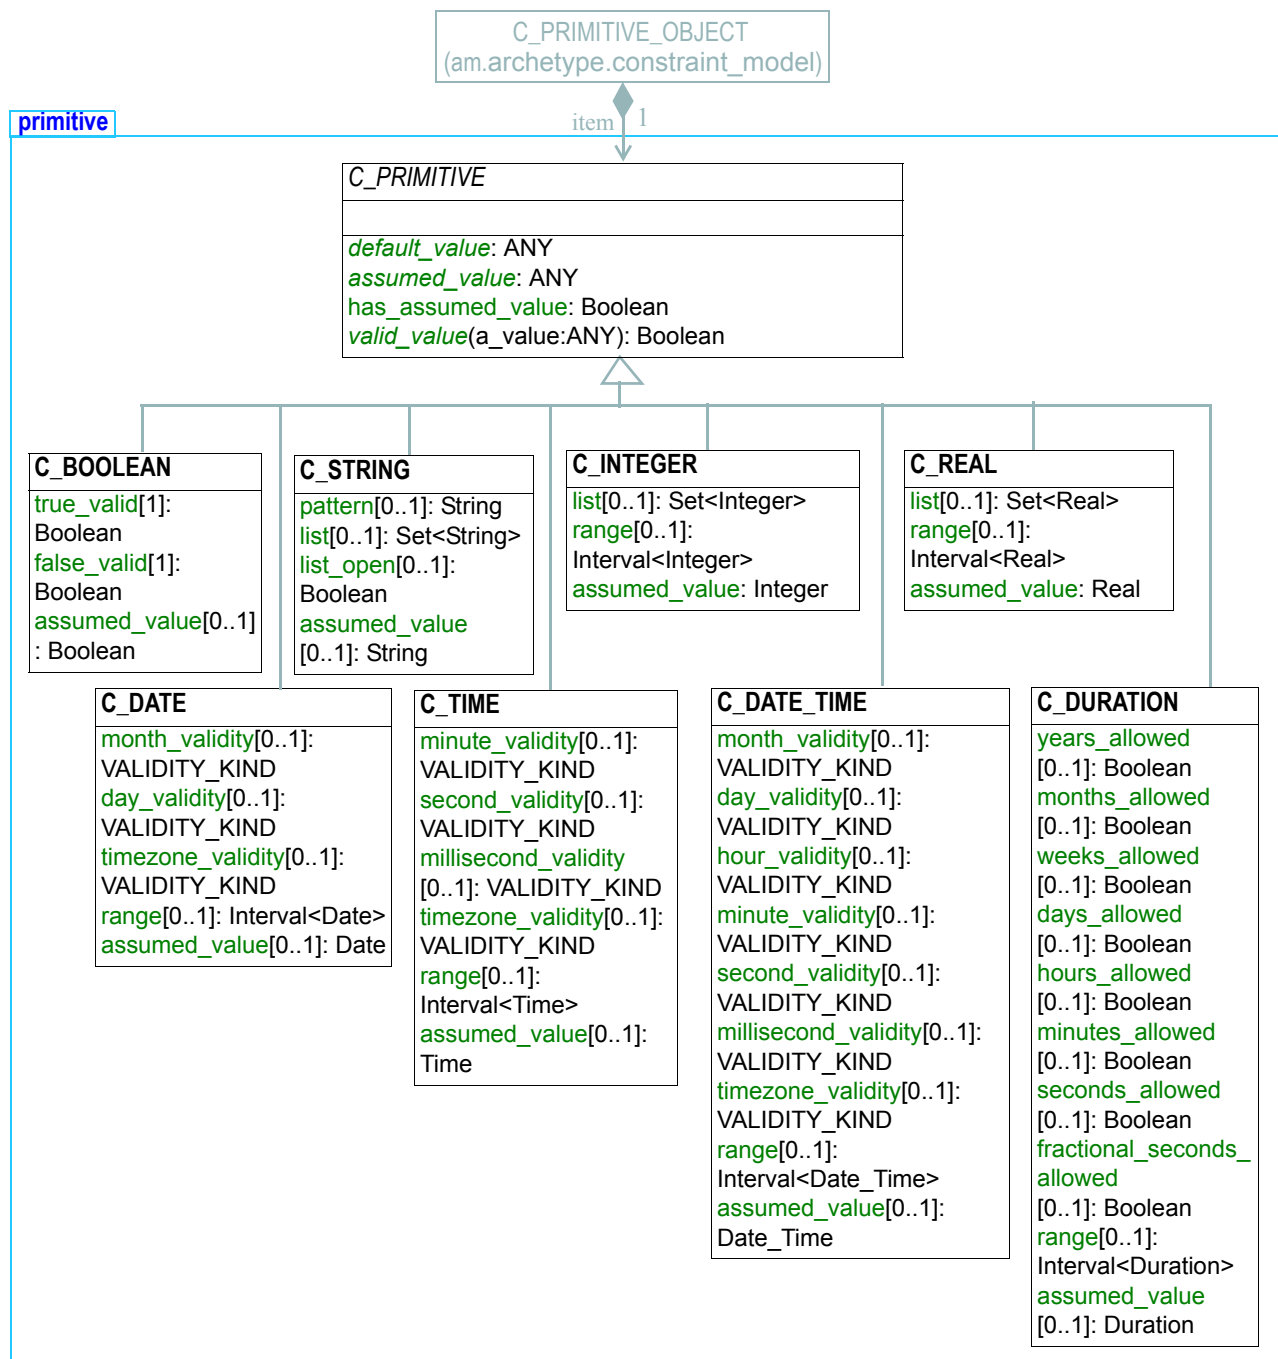 C_PRIMITIVE_OBJECT
(am.archetype.constraint_model)
primitive
item 1
C_PRIMITIVE
default_value: ANY
assumed_value: ANY
has_assumed_value: Boolean
valid_value(a_value:ANY): Boolean
C_BOOLEAN
true_valid[1]:
Boolean
false_valid[1]:
Boolean
assumed_value[0..1]
: Boolean
C_STRING
pattern[0..1]: String
list[0..1]: Set<String>
list_open[0..1]:
Boolean
assumed_value
[0..1]: String
C_INTEGER
list[0..1]: Set<Integer>
range[0..1]:
Interval<Integer>
assumed_value: Integer
C_REAL
list[0..1]: Set<Real>
range[0..1]:
Interval<Real>
assumed_value: Real
C_DATE
month_validity[0..1]:
VALIDITY_KIND
day_validity[0..1]:
VALIDITY_KIND
timezone_validity[0..1]:
VALIDITY_KIND
range[0..1]: Interval<Date>
assumed_value[0..1]: Date
C_TIME
minute_validity[0..1]:
VALIDITY_KIND
second_validity[0..1]:
VALIDITY_KIND
millisecond_validity
[0..1]: VALIDITY_KIND
timezone_validity[0..1]:
VALIDITY_KIND
range[0..1]:
Interval<Time>
assumed_value[0..1]:
Time
C_DATE_TIME
month_validity[0..1]:
VALIDITY_KIND
day_validity[0..1]:
VALIDITY_KIND
hour_validity[0..1]:
VALIDITY_KIND
minute_validity[0..1]:
VALIDITY_KIND
second_validity[0..1]:
VALIDITY_KIND
millisecond_validity[0..1]:
VALIDITY_KIND
timezone_validity[0..1]:
VALIDITY_KIND
range[0..1]:
Interval<Date_Time>
assumed_value[0..1]:
Date_Time
C_DURATION
years_allowed
[0..1]: Boolean
months_allowed
[0..1]: Boolean
weeks_allowed
[0..1]: Boolean
days_allowed
[0..1]: Boolean
hours_allowed
[0..1]: Boolean
minutes_allowed
[0..1]: Boolean
seconds_allowed
[0..1]: Boolean
fractional_seconds_
allowed
[0..1]: Boolean
range[0..1]:
Interval<Duration>
assumed_value
[0..1]: Duration